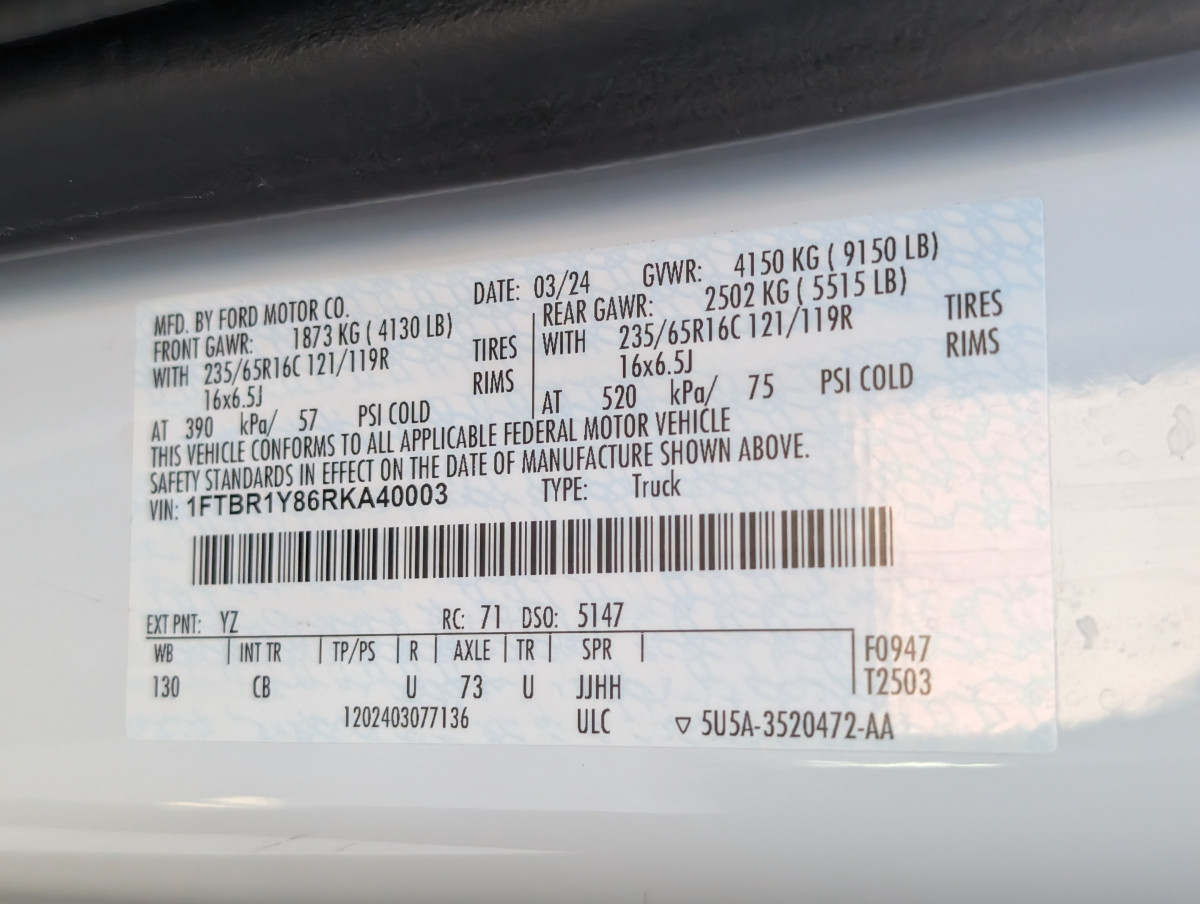 MFD. BY FORD MOTOR CO. DATE: 03/24 GVWR: 4150 KG ( 9150 LB)
FRONT GAWR: 1873 KG ( 4130 LB) REAR GAWR: 2502 KG ( 5515 LB)
WITH 235/65R16C 121/119R TIRES WITH 235/65R16C 121/119R TIRES
16x6.5J RIMS 16x6.5J RIMS
AT 390 kPa/ 57 PSI COLD AT 520 kPa/ 75 PSI COLD
THIS VEHICLE CONFORMS TO ALL APPLICABLE FEDERAL MOTOR VEHICLE
SAFETY STANDARDS IN EFFECT ON THE DATE OF MANUFACTURE SHOWN ABOVE.
VIN: 1FTBR1Y86RKA40003 TYPE: Truck
EXT PNT: YZ RC: 71 DSO: 5147
WB INT TR TP/PS R AXLE TR SPR F0947
130 CB U 73 U JJHH T2503
1202403077136 ULC ▽ 5U5A-3520472-AA